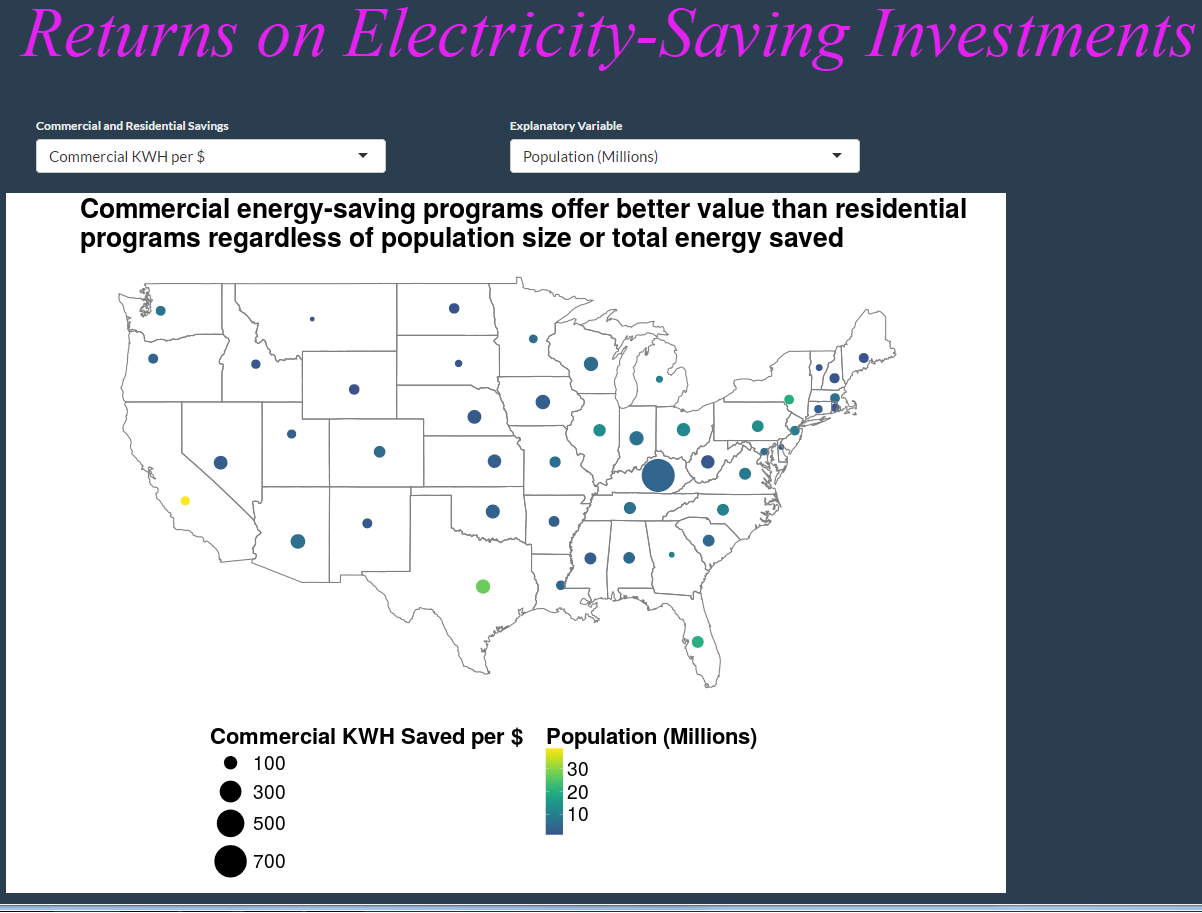 Returns on Electricity-Saving Investments
Commercial and Residential Savings
Explanatory Variable
Commercial KWH per $
Population (Millions)
Commercial energy-saving programs offer better value than residential
programs regardless of population size or total energy saved
Commercial KWH Saved per $
100
300
500
700
Population (Millions)
30
20
10